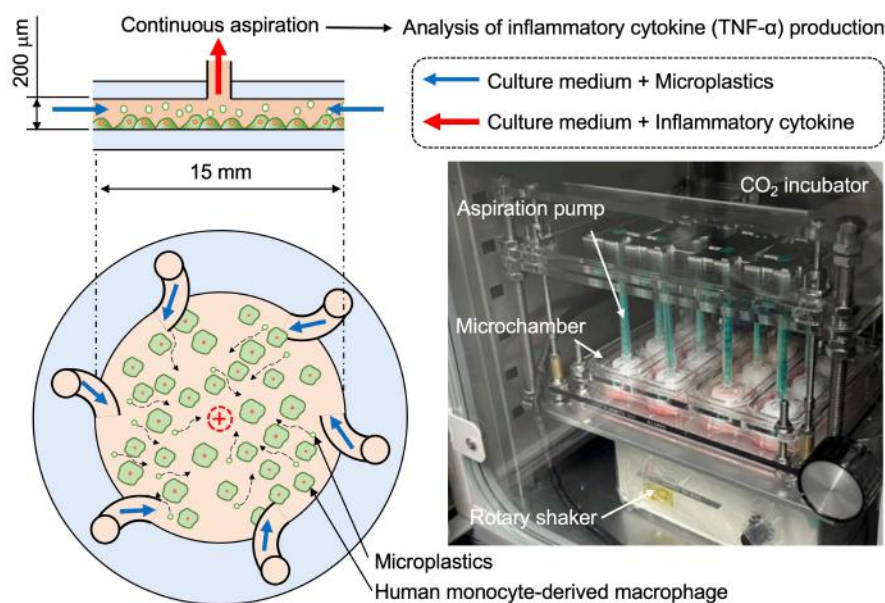 Continuous aspiration
Analysis of inflammatory cytokine (TNF-α) production
200 μm
Culture medium + Microplastics
Culture medium + Inflammatory cytokine
15 mm
CO₂ incubator
Aspiration pump
Microchamber
Rotary shaker
Microplastics
Human monocyte-derived macrophage